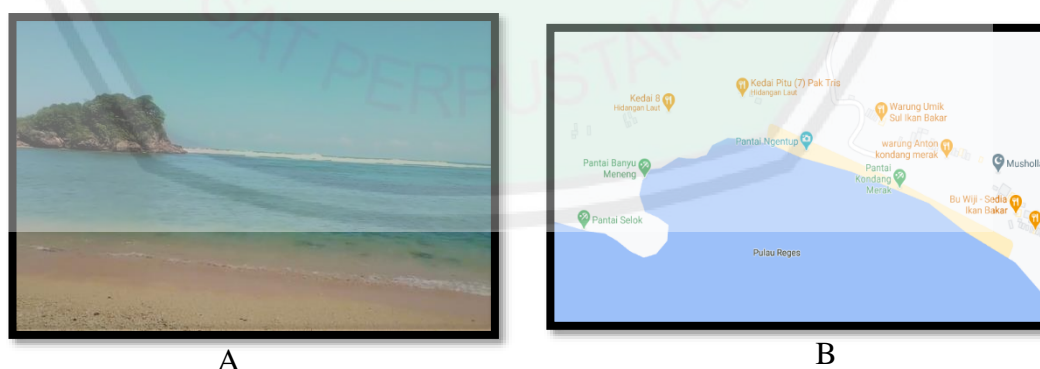 SAT PERPUSTAKA
Kedai 8
Hidangan Laut
Kedai Pitu (7) Pak Tris
Hidangan Laut
Warung Umik
Sul Ikan Bakar
Pantai Ngentup
warung Anton
kondang merak
Pantai Banyu
Meneng
Pantai
Kondang
Merak
Musholla
Bu Wiji - Sedia
Ikan Bakar
Pantai Selok
Pulau Reges
A
B